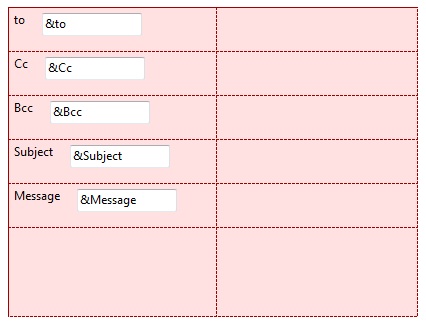 to &to
Cc &Cc
Bcc &Bcc
Subject &Subject
Message &Message